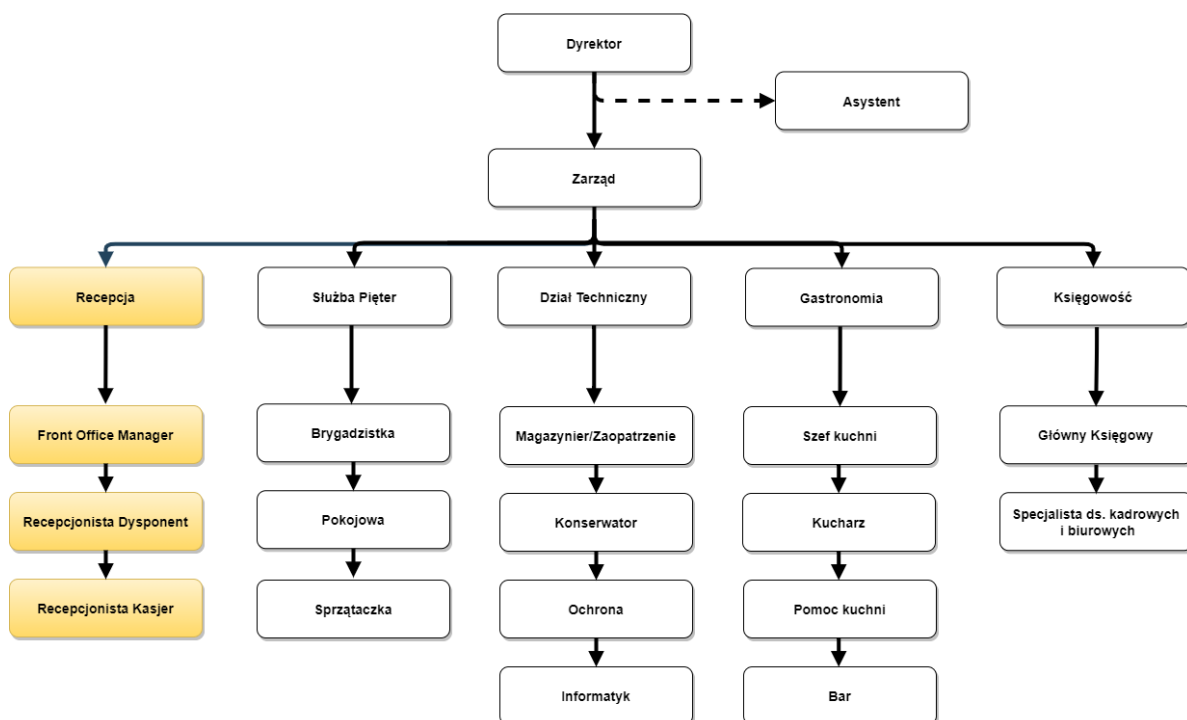 Dyrektor
Asystent
Zarząd
Recepcja
Służba Pięter
Dział Techniczny
Gastronomia
Księgowość
Front Office Manager
Brygadzistka
Magazynier/Zaopatrzenie
Szef kuchni
Główny Księgowy
Recepcjonista Dysponent
Pokojowa
Konserwator
Kucharz
Specjalista ds. kadrowych
i biurowych
Recepcjonista Kasjer
Sprzątaczka
Ochrona
Pomoc kuchni
Informatyk
Bar